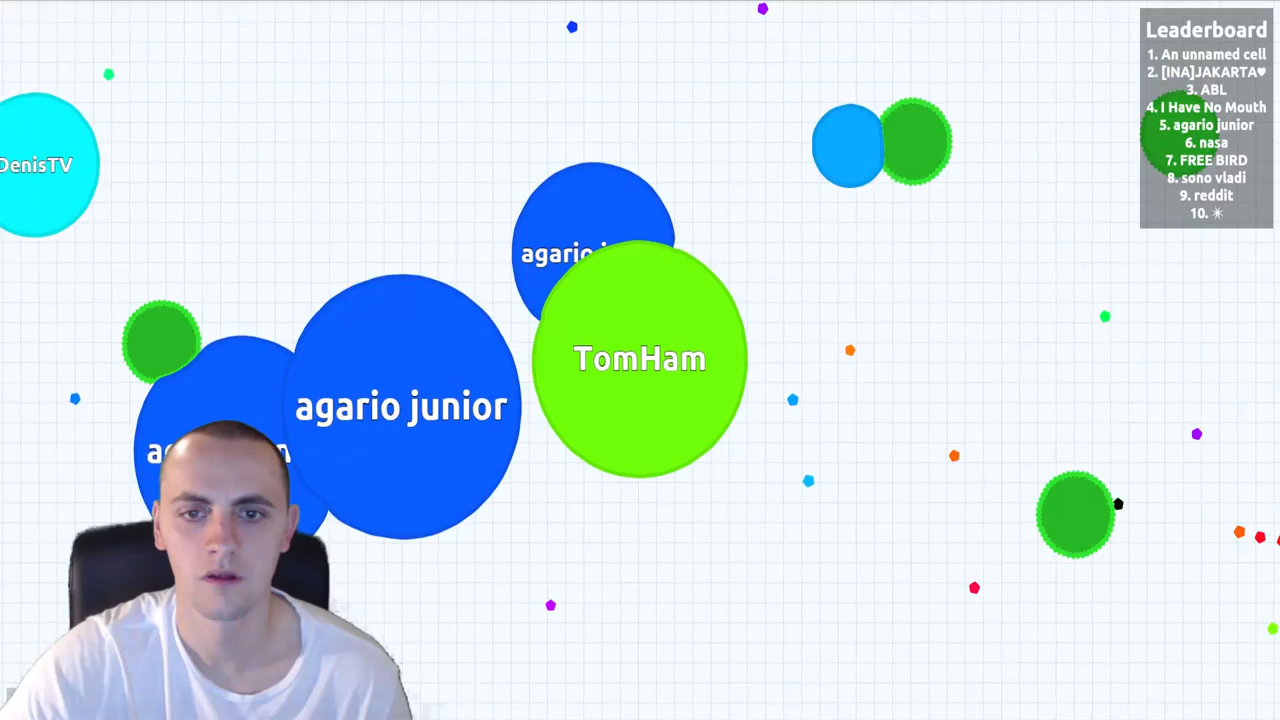 Leaderboard
1. An unnamed cell
2. [INA]JAKARTA♥
3. ABL
4. I Have No Mouth
5. agario junior
6. nasa
7. FREE BIRD
8. sono vladi
9. reddit
10. ✴
DenisTV
agario
TomHam
agario junior